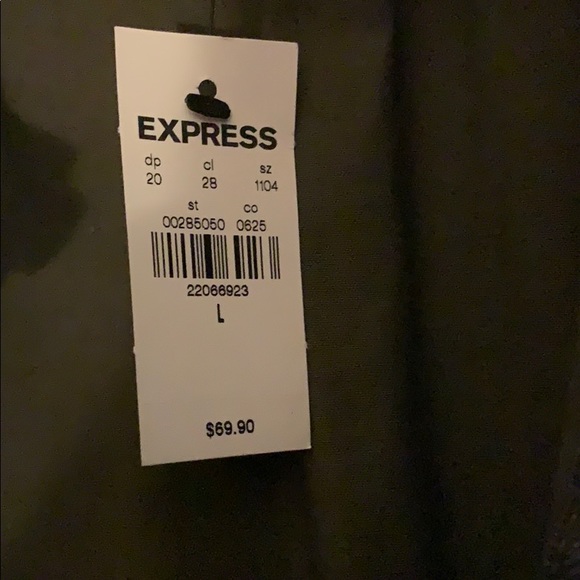 EXPRESS
dp cl sz
20 28 1104
st co
00285050 0625
22066923
L
$69.90